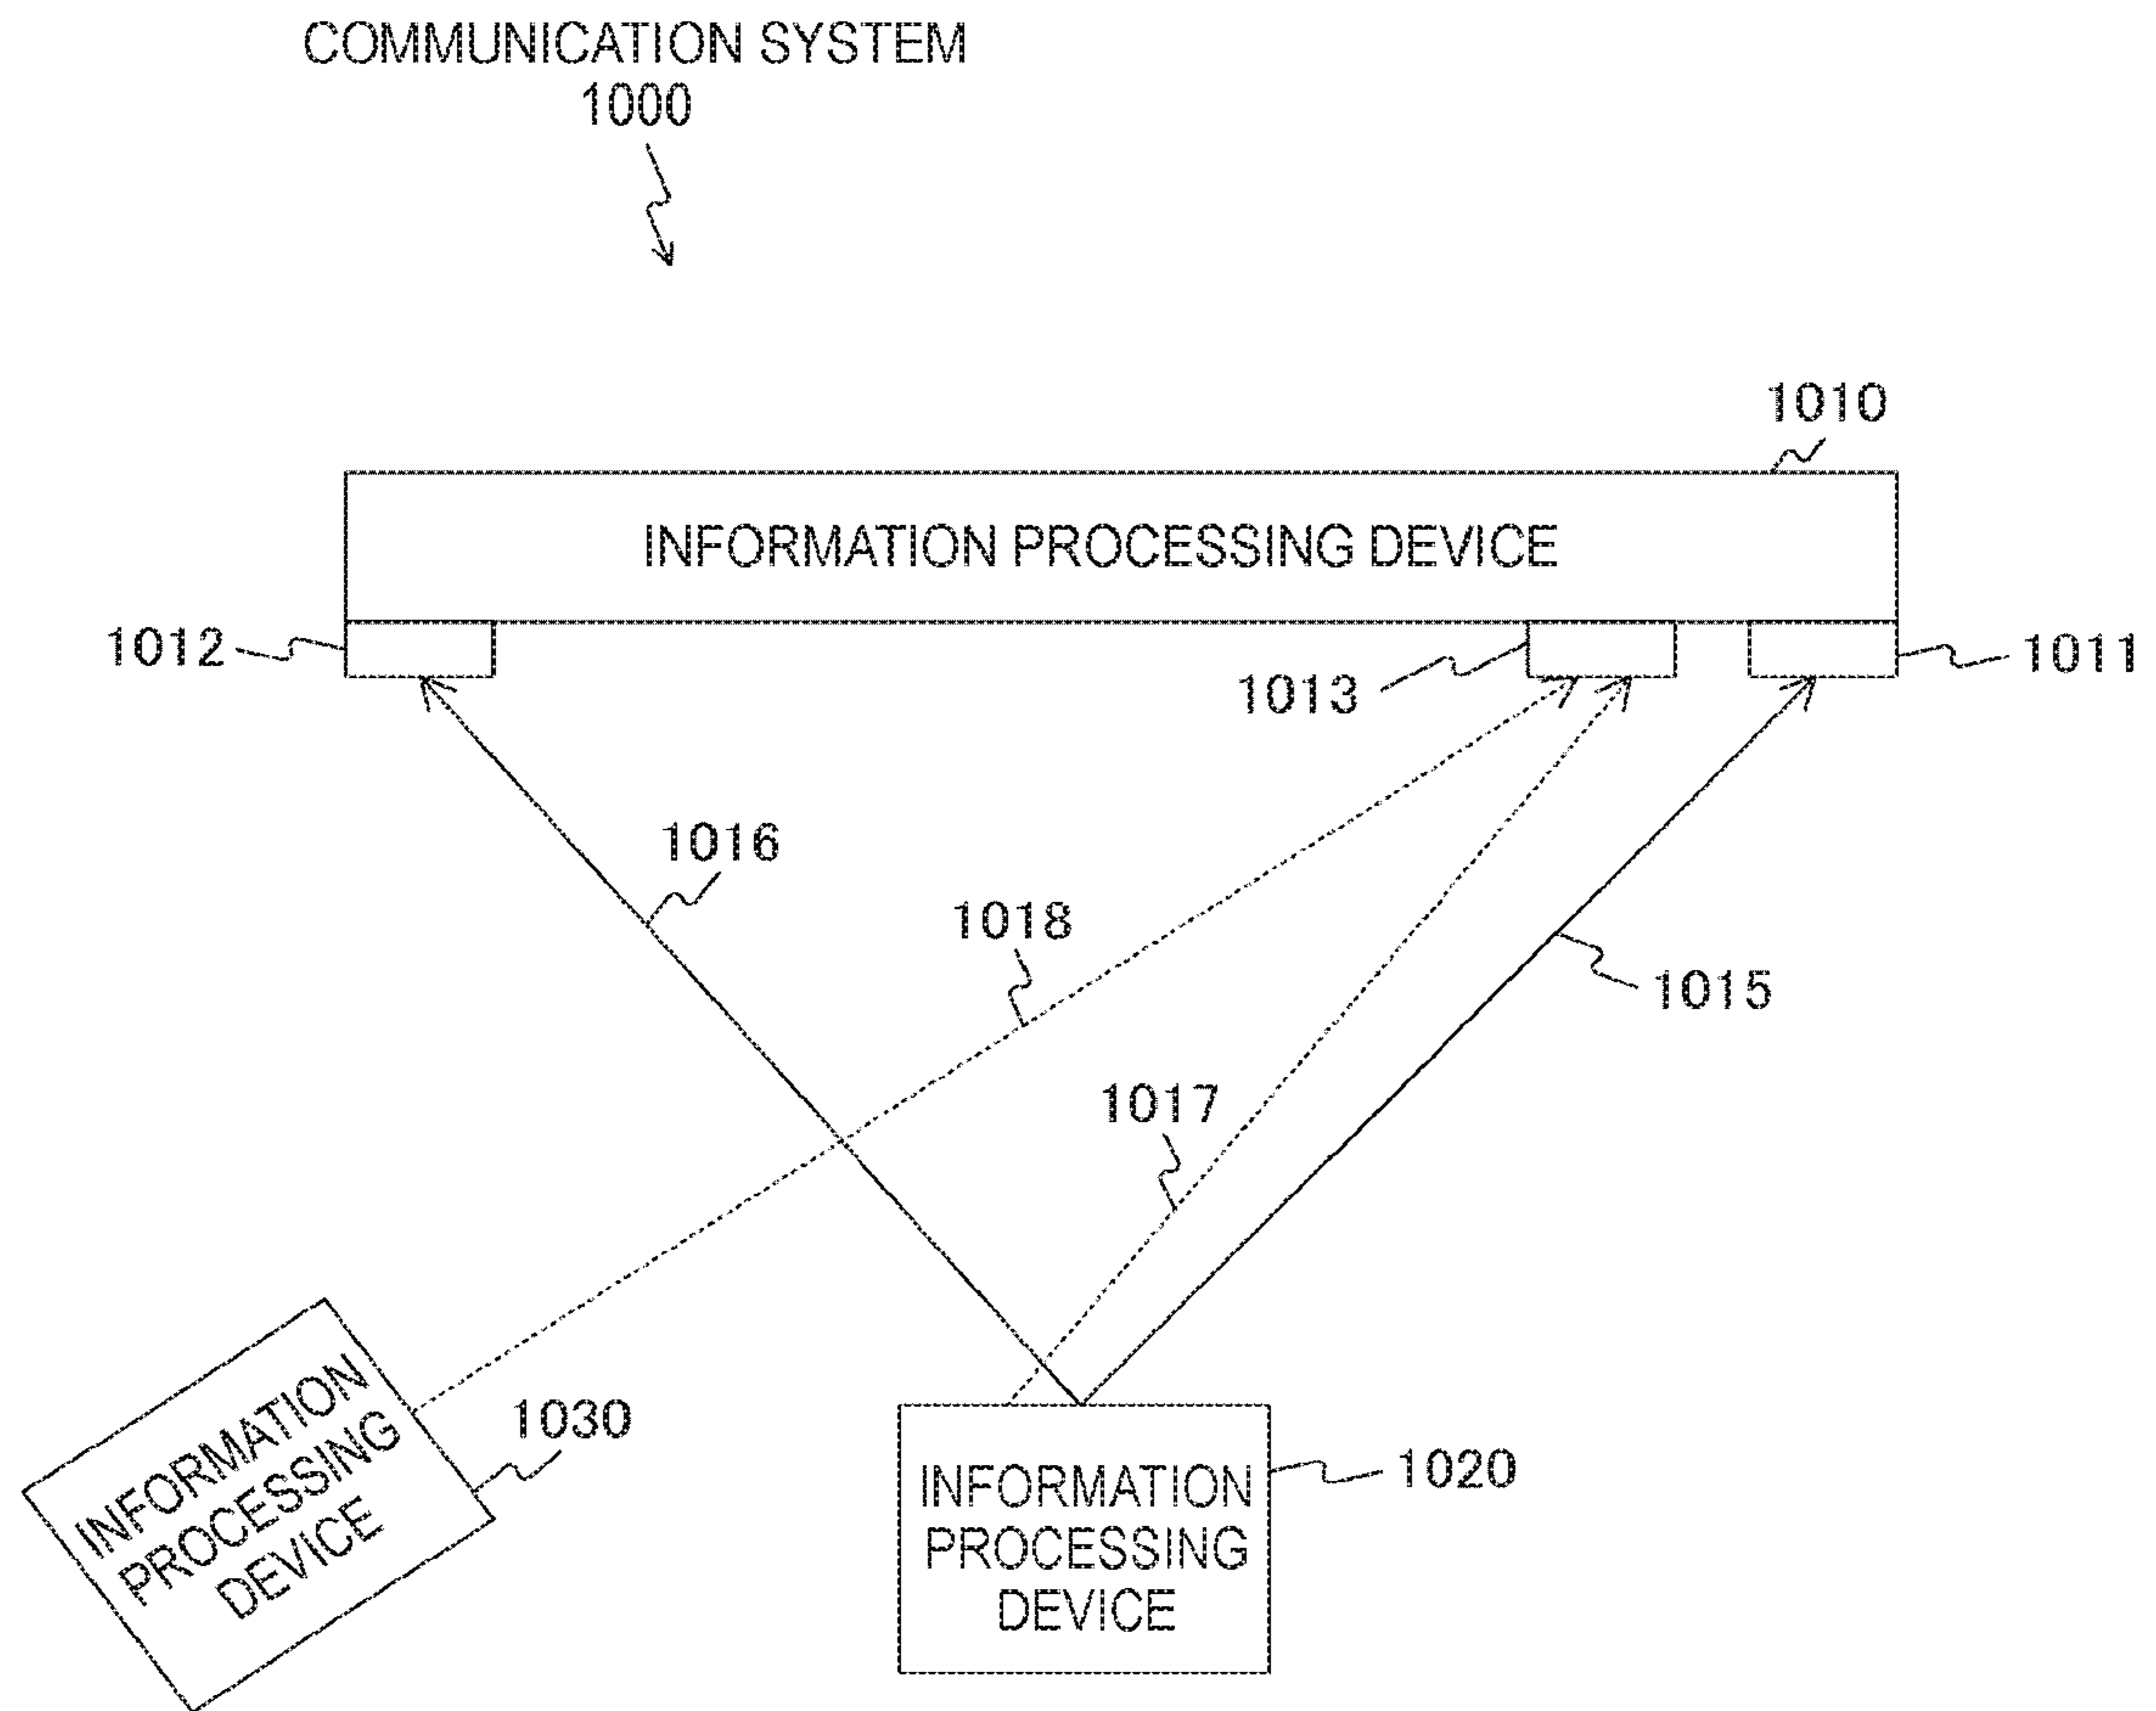 COMMUNICATION SYSTEM
1000
1010
INFORMATION PROCESSING DEVICE
1012
1013
1011
1016
1018
1015
1017
1030
INFORMATION
PROCESSING
DEVICE
1020
INFORMATION
PROCESSING
DEVICE